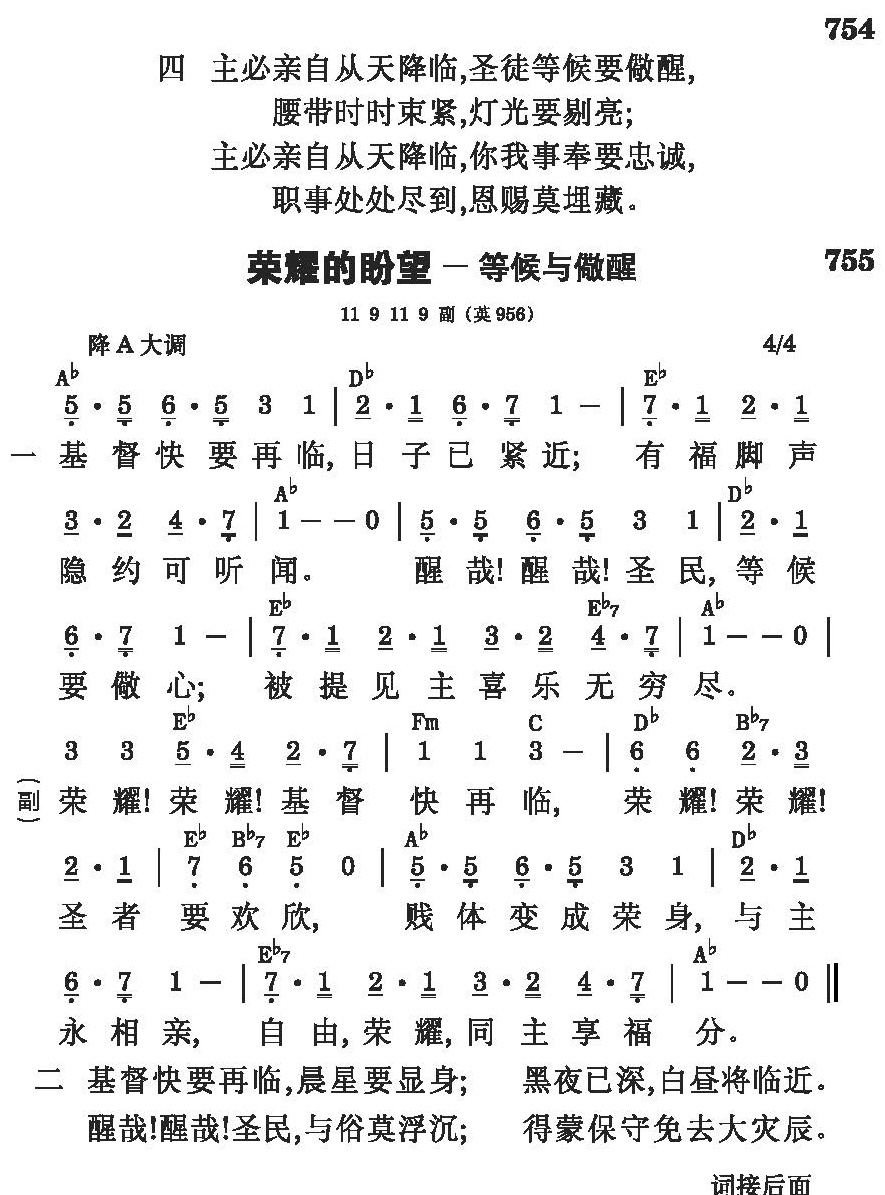 754
四 主必亲自从天降临,圣徒等候要儆醒,
腰带时时束紧,灯光要剔亮;
主必亲自从天降临,你我事奉要忠诚,
职事处处尽到,恩赐莫埋藏。
荣耀的盼望 — 等候与儆醒 755
11 9 11 9 副（英956）
降A大调 4/4
A♭ D♭ E♭
5̣ · 5̣ 6̣ · 5̣ 3 1 | 2 · 1 6̣ · 7̣ 1 – | 7̣ · 1 2 · 1
一 基督快要再临, 日子已紧近; 有福脚声
A♭ D♭
3 · 2 4 · 7̣ | 1 – – 0 | 5̣ · 5̣ 6̣ · 5̣ 3 1 | 2 · 1
隐约可听闻。 醒哉!醒哉!圣民, 等候
E♭ E♭7 A♭
6̣ · 7̣ 1 – | 7̣ · 1 2 · 1 3 · 2 4 · 7̣ | 1 – – 0 |
要儆心; 被提见主喜乐无穷尽。
E♭ Fm C D♭ B♭7
3 3 5 · 4 2 · 7̣ | 1 1 3 – | 6̣ 6̣ 2 · 3
(副) 荣耀!荣耀!基督快再临, 荣耀!荣耀!
E♭ B♭7 E♭ A♭ D♭
2 · 1 | 7̣ 6̣ 5̣ 0 | 5̣ · 5̣ 6̣ · 5̣ 3 1 | 2 · 1
圣者要欢欣, 贱体变成荣身, 与主
E♭7 A♭
6̣ · 7̣ 1 – | 7̣ · 1 2 · 1 3 · 2 4 · 7̣ | 1 – – 0 ‖
永相亲, 自由,荣耀,同主享福分。
二 基督快要再临,晨星要显身; 黑夜已深,白昼将临近。
醒哉!醒哉!圣民,与俗莫浮沉; 得蒙保守免去大灾辰。
词接后面